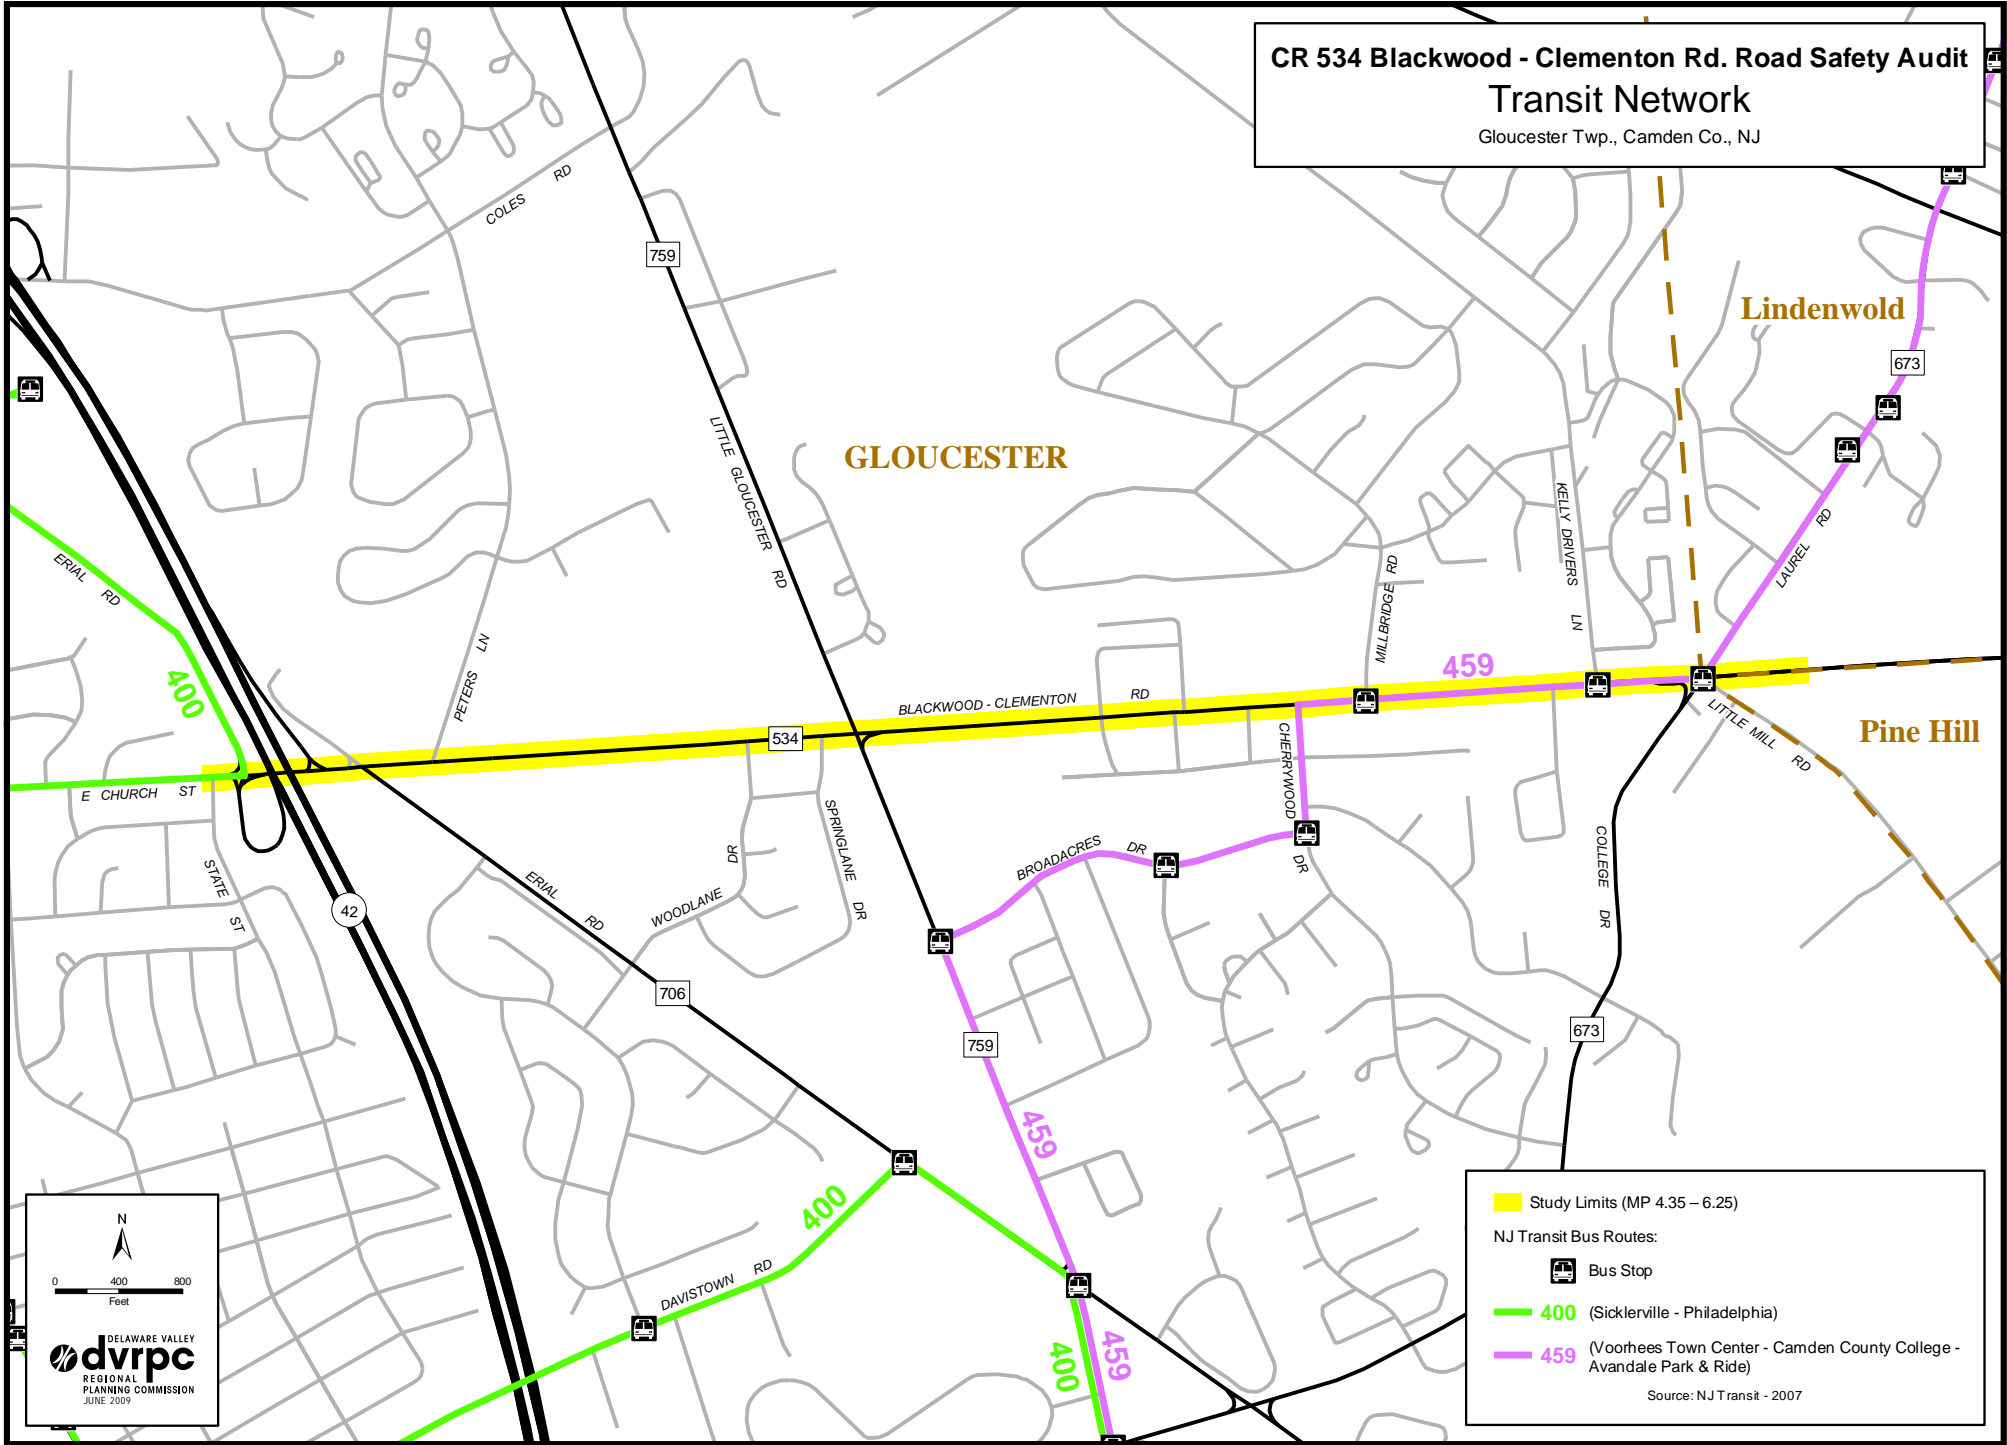 CR 534 Blackwood - Clementon Rd. Road Safety Audit
Transit Network
Gloucester Twp., Camden Co., NJ
COLES RD
759
Lindenwold
673
LITTLE GLOUCESTER RD
GLOUCESTER
KELLY DRIVERS LN
LAUREL RD
ERIAL RD
MILLBRIDGE RD
PETERS LN
400
459
BLACKWOOD - CLEMENTON RD
534
LITTLE MILL RD
Pine Hill
E CHURCH ST
CHERRYWOOD DR
SPRINGLANE DR
STATE ST
BROADACRES DR
COLLEGE DR
42
ERIAL RD
WOODLANE DR
706
759
673
459
400
DAVISTOWN RD
400
459
N
0 400 800
Feet
DELAWARE VALLEY
dvrpc
REGIONAL
PLANNING COMMISSION
JUNE 2009
Study Limits (MP 4.35 – 6.25)
NJ Transit Bus Routes:
Bus Stop
400 (Sicklerville - Philadelphia)
459 (Voorhees Town Center - Camden County College -
Avandale Park & Ride)
Source: NJ Transit - 2007